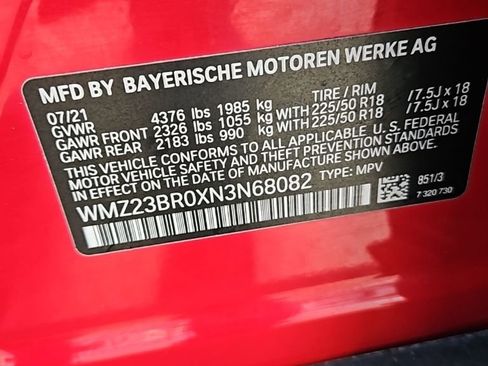 MFD BY BAYERISCHE MOTOREN WERKE AG
07/21 TIRE / RIM
GVWR 4376 lbs 1985 kg
GAWR FRONT 2326 lbs 1055 kg WITH 225/50 R18 / 7.5J x 18
GAWR REAR 2183 lbs 990 kg WITH 225/50 R18 / 7.5J x 18
THIS VEHICLE CONFORMS TO ALL APPLICABLE U.S. FEDERAL
MOTOR VEHICLE SAFETY, BUMPER AND THEFT PREVENTION STANDARDS
IN EFFECT ON THE DATE OF MANUFACTURE SHOWN ABOVE.
WMZ23BR0XN3N68082 TYPE: MPV
851/3
7 320 730